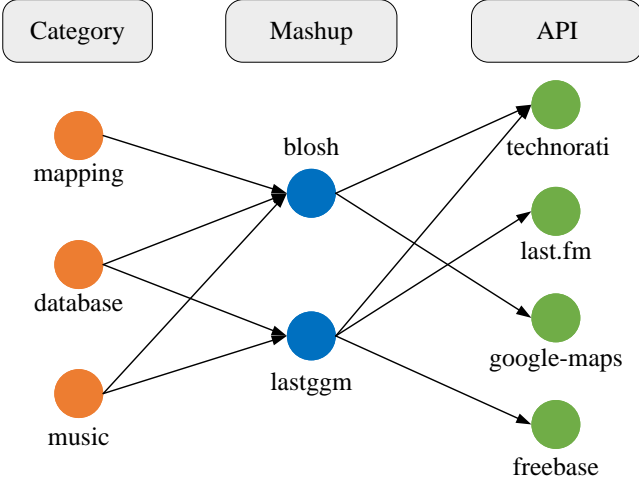 Category
Mashup
API
mapping
database
music
blosh
lastggm
technorati
last.fm
google-maps
freebase